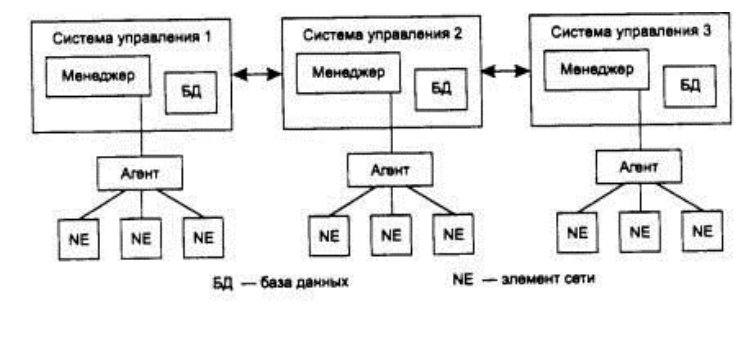 Система управления 1
Менеджер
БД
Агент
NE
NE
NE
Система управления 2
Менеджер
БД
Агент
NE
NE
NE
Система управления 3
Менеджер
БД
Агент
NE
NE
NE
БД — база данных
NE — элемент сети